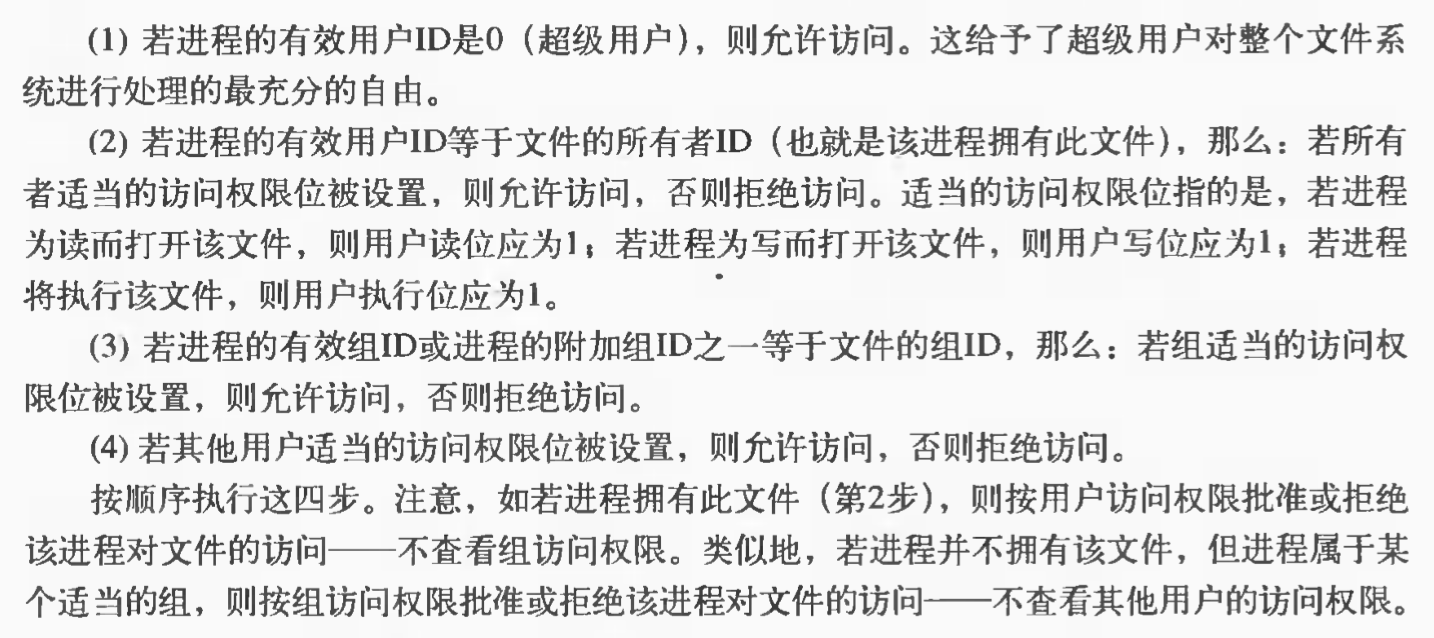 (1) 若进程的有效用户ID是0（超级用户），则允许访问。这给予了超级用户对整个文件系
统进行处理的最充分的自由。
(2) 若进程的有效用户ID等于文件的所有者ID（也就是该进程拥有此文件），那么：若所有
者适当的访问权限位被设置，则允许访问，否则拒绝访问。适当的访问权限位指的是，若进程
为读而打开该文件，则用户读位应为1；若进程为写而打开该文件，则用户写位应为1；若进程
将执行该文件，则用户执行位应为1。
(3) 若进程的有效组ID或进程的附加组ID之一等于文件的组ID，那么：若组适当的访问权
限位被设置，则允许访问，否则拒绝访问。
(4) 若其他用户适当的访问权限位被设置，则允许访问，否则拒绝访问。
按顺序执行这四步。注意，如若进程拥有此文件（第2步），则按用户访问权限批准或拒绝
该进程对文件的访问——不查看组访问权限。类似地，若进程并不拥有该文件，但进程属于某
个适当的组，则按组访问权限批准或拒绝该进程对文件的访问——不查看其他用户的访问权限。